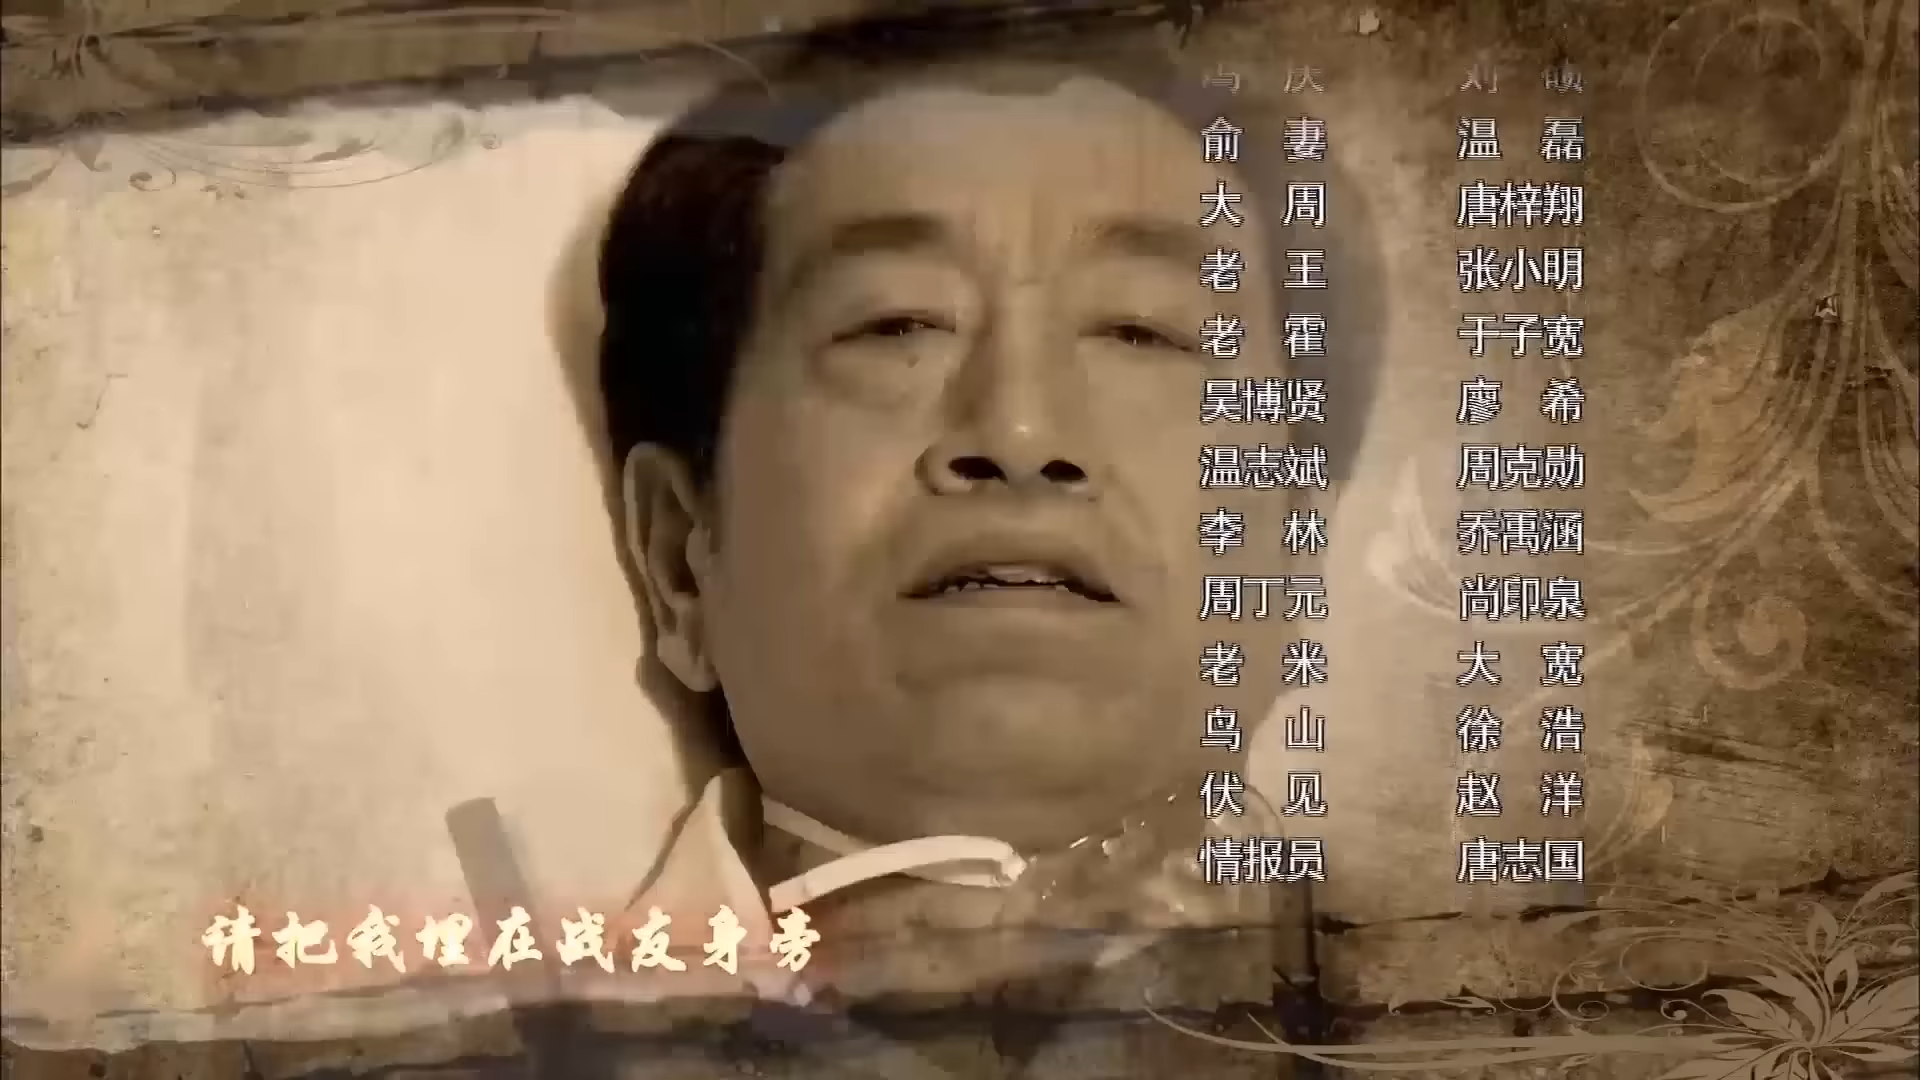 俞妻 温磊
大周 唐梓翔
老王 张小明
老霍 于子宽
吴博贤 廖希
温志斌 周克勋
李林 乔禹涵
周丁元 尚印泉
老米 大宽
鸟山 徐浩
伏见 赵洋
情报员 唐志国
请把我埋在战友身旁